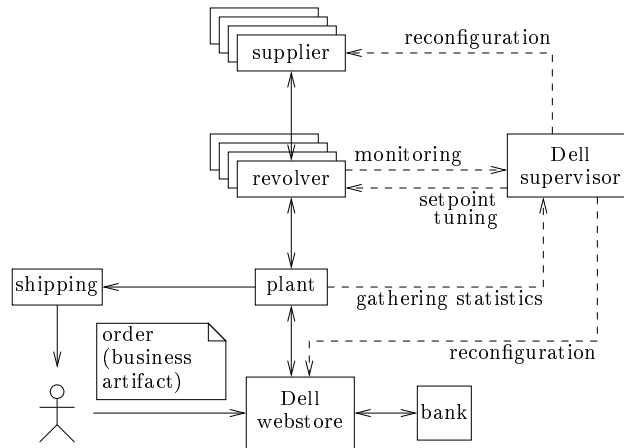 reconfiguration
supplier
monitoring
Dell
supervisor
revolver
setpoint
tuning
shipping
plant
gathering statistics
order
(business
artifact)
reconfiguration
Dell
webstore
bank